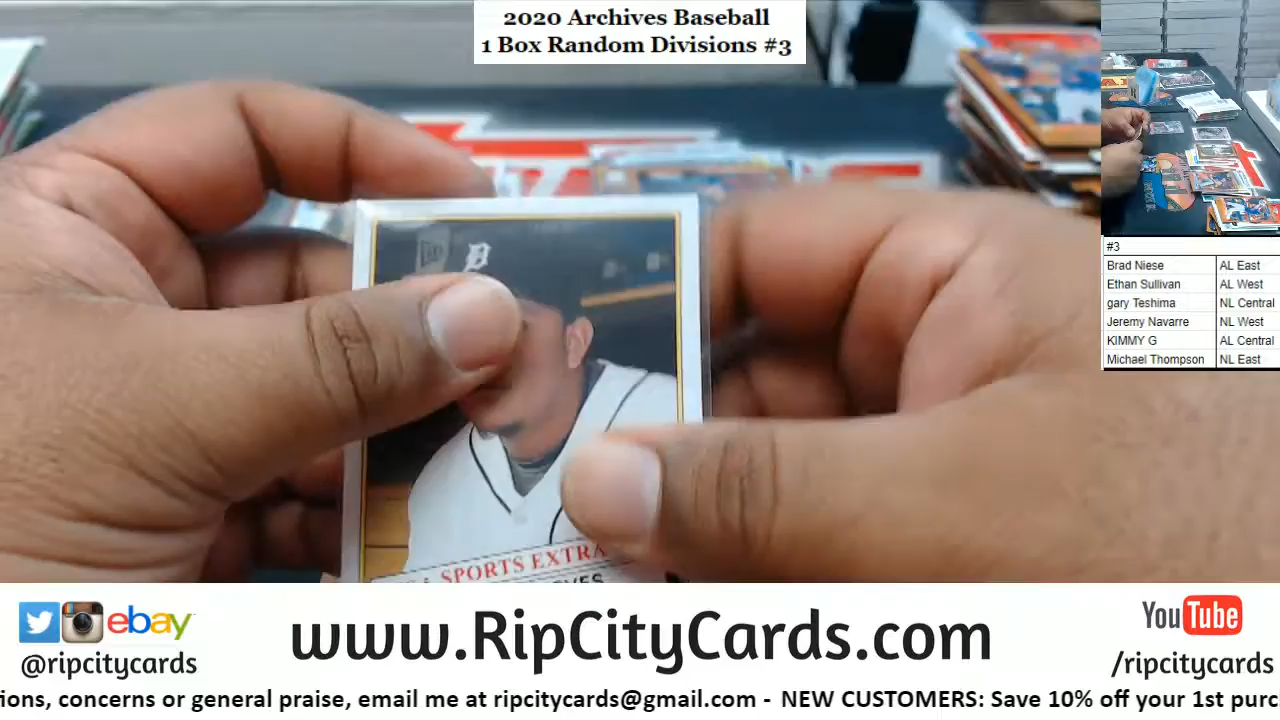 2020 Archives Baseball
1 Box Random Divisions #3
#3
Brad Niese AL East
Ethan Sullivan AL West
gary Teshima NL Central
Jeremy Navarre NL West
KIMMY G AL Central
Michael Thompson NL East
SPORTS EXTRA
ebay
@ripcitycards
www.RipCityCards.com
YouTube
/ripcitycards
tions, concerns or general praise, email me at ripcitycards@gmail.com - NEW CUSTOMERS: Save 10% off your 1st purc